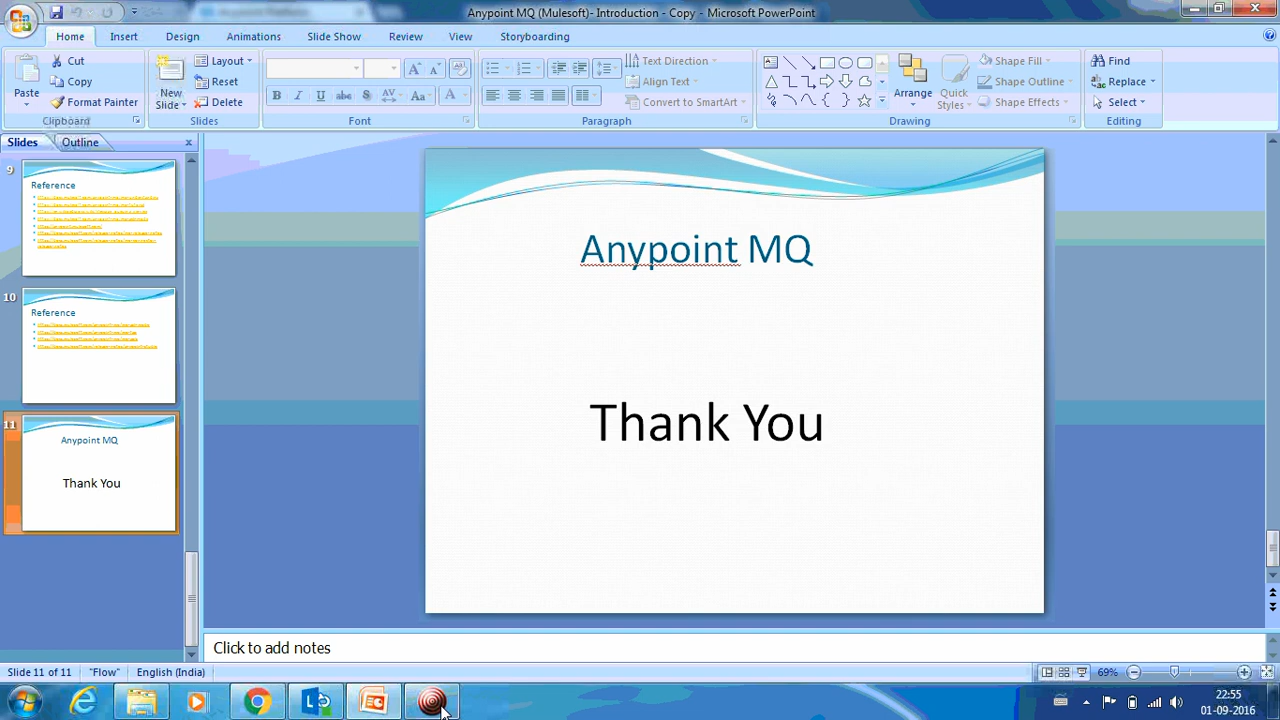 Anypoint MQ (Mulesoft)- Introduction - Copy - Microsoft PowerPoint
Home Insert Design Animations Slide Show Review View Storyboarding
Paste
Cut
Copy
Format Painter
Clipboard
New
Slide
Layout
Reset
Delete
Slides
B I U abc S AV Aa A
Font
Text Direction
Align Text
Convert to SmartArt
Paragraph
Arrange
Quick
Styles
Shape Fill
Shape Outline
Shape Effects
Drawing
Find
Replace
Select
Editing
Slides Outline
9
Reference
10
Reference
11
Anypoint MQ
Thank You
Anypoint MQ
Thank You
Click to add notes
Slide 11 of 11 "Flow" English (India) 69%
22:55
01-09-2016